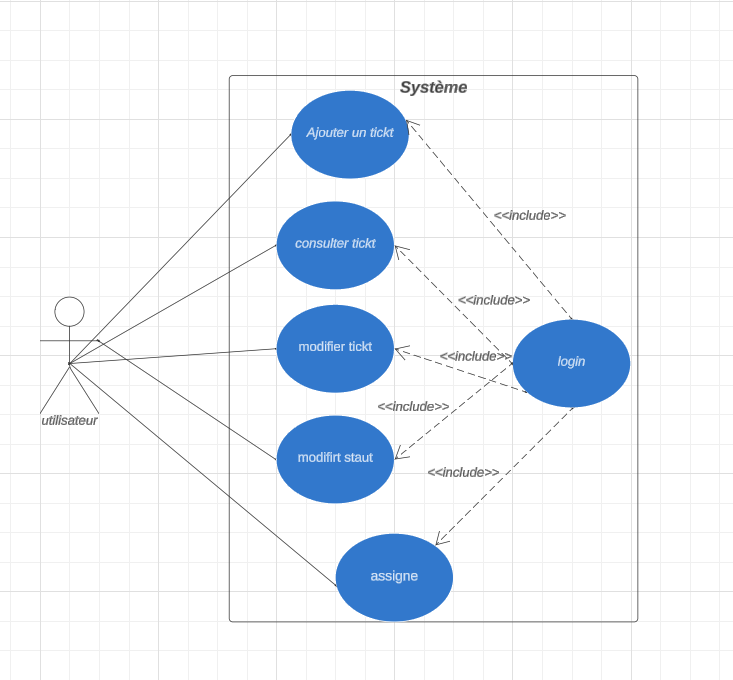 Système
Ajouter un tickt
<<include>>
consulter tickt
<<include>>
modifier tickt
<<include>>
login
<<include>>
utilisateur
modifirt staut
<<include>>
assigne